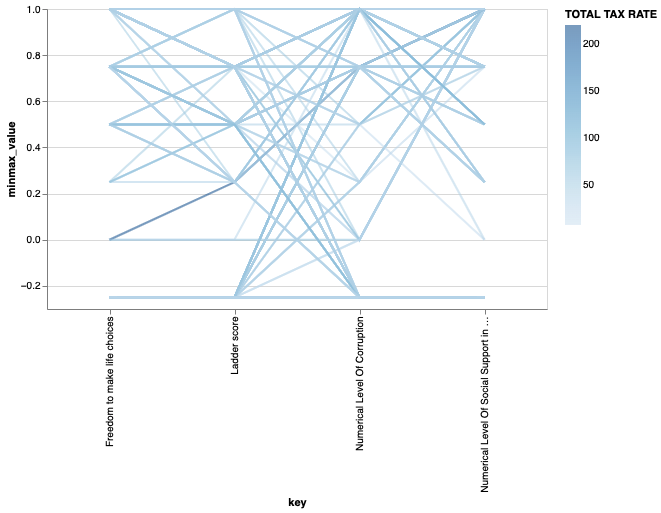 TOTAL TAX RATE
200
150
100
50
1.0
0.8
0.6
0.4
0.2
0.0
−0.2
minmax_value
Freedom to make life choices
Ladder score
Numerical Level Of Corruption
Numerical Level Of Social Support in …
key